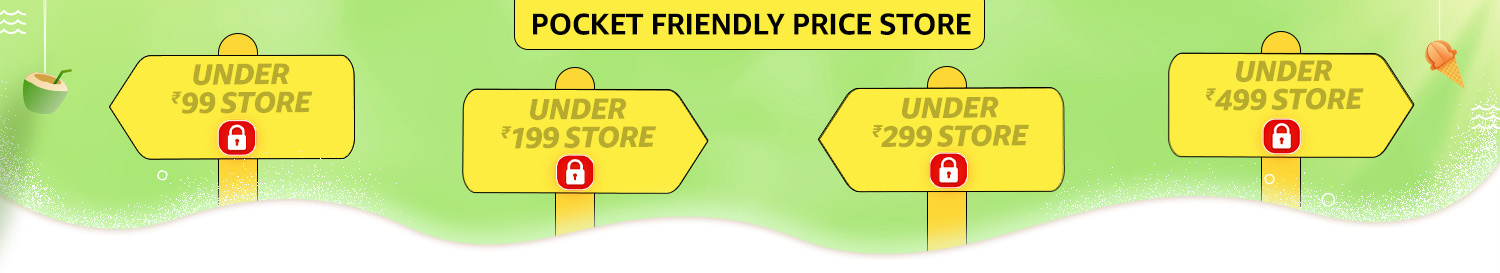 POCKET FRIENDLY PRICE STORE
UNDER
₹99 STORE
UNDER
₹199 STORE
UNDER
₹299 STORE
UNDER
₹499 STORE